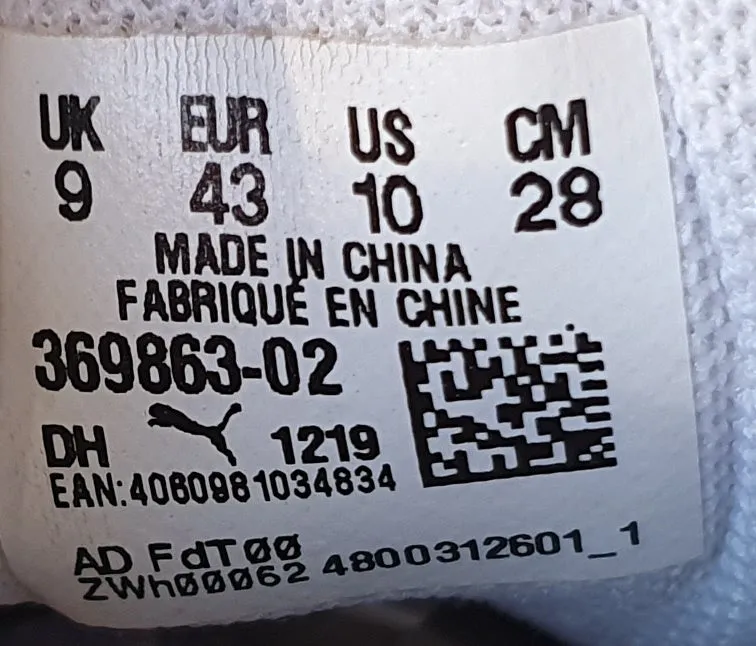 UK EUR US CM
9 43 10 28
MADE IN CHINA
FABRIQUÉ EN CHINE
369863-02
DH 1219
EAN:4060981034834
AD FdT00
ZWh00062 4800312601_1